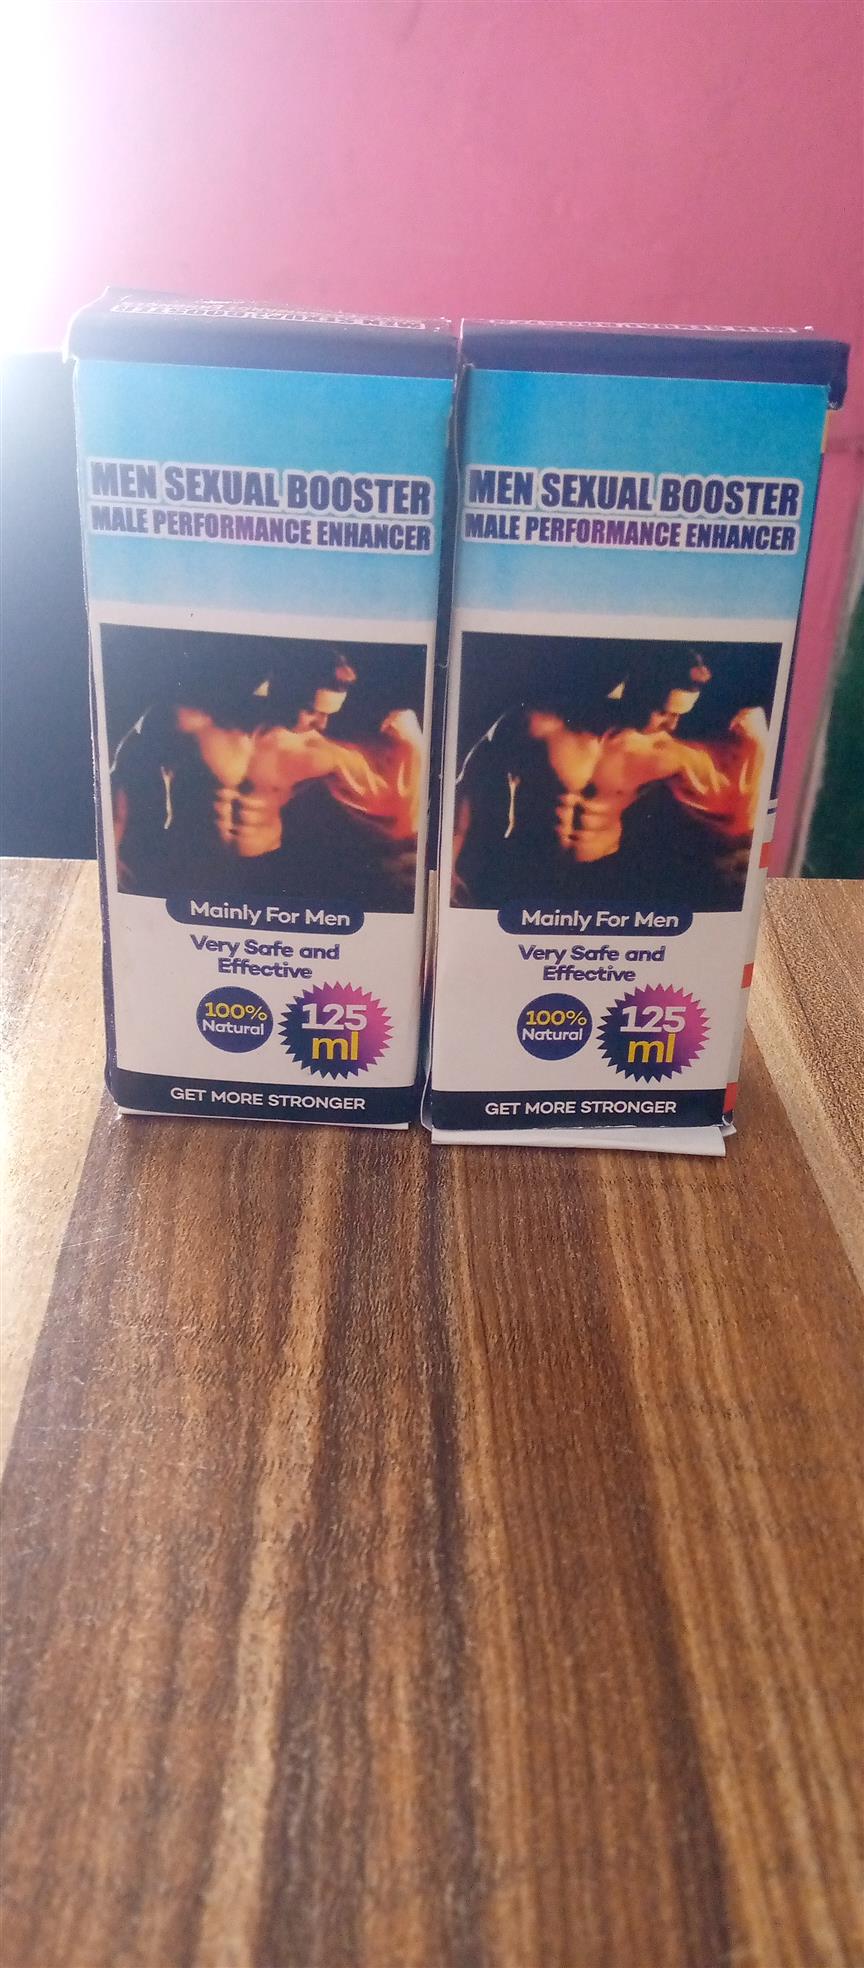 MEN SEXUAL BOOSTER
MALE PERFORMANCE ENHANCER
Mainly For Men
Very Safe and
Effective
100%
Natural
125
ml
GET MORE STRONGER
MEN SEXUAL BOOSTER
MALE PERFORMANCE ENHANCER
Mainly For Men
Very Safe and
Effective
100%
Natural
125
ml
GET MORE STRONGER